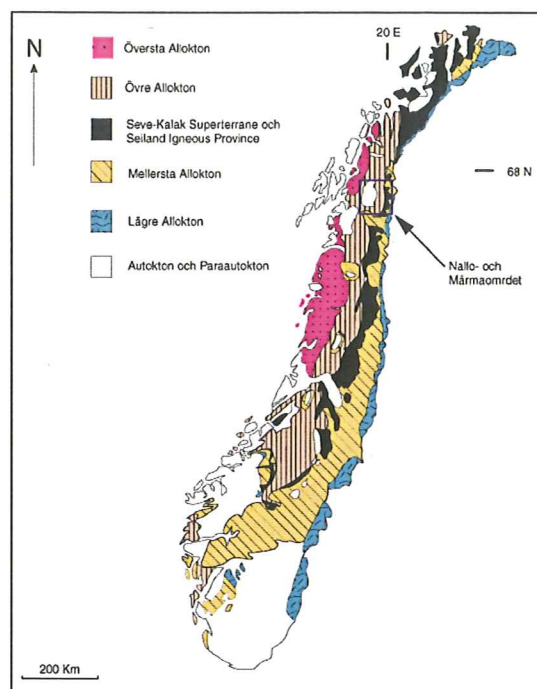 N
20 E
Översta Allokton
Övre Allokton
Seve-Kalak Superterrane och
Seiland Igneous Province
68 N
Mellersta Allokton
Lägre Allokton
Nallo- och
Mårmaomrdet
Autokton och Paraautokton
200 Km